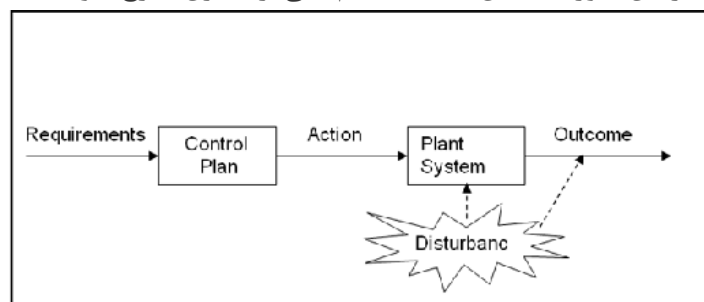 Requirements
Control
Plan
Action
Plant
System
Outcome
Disturbanc